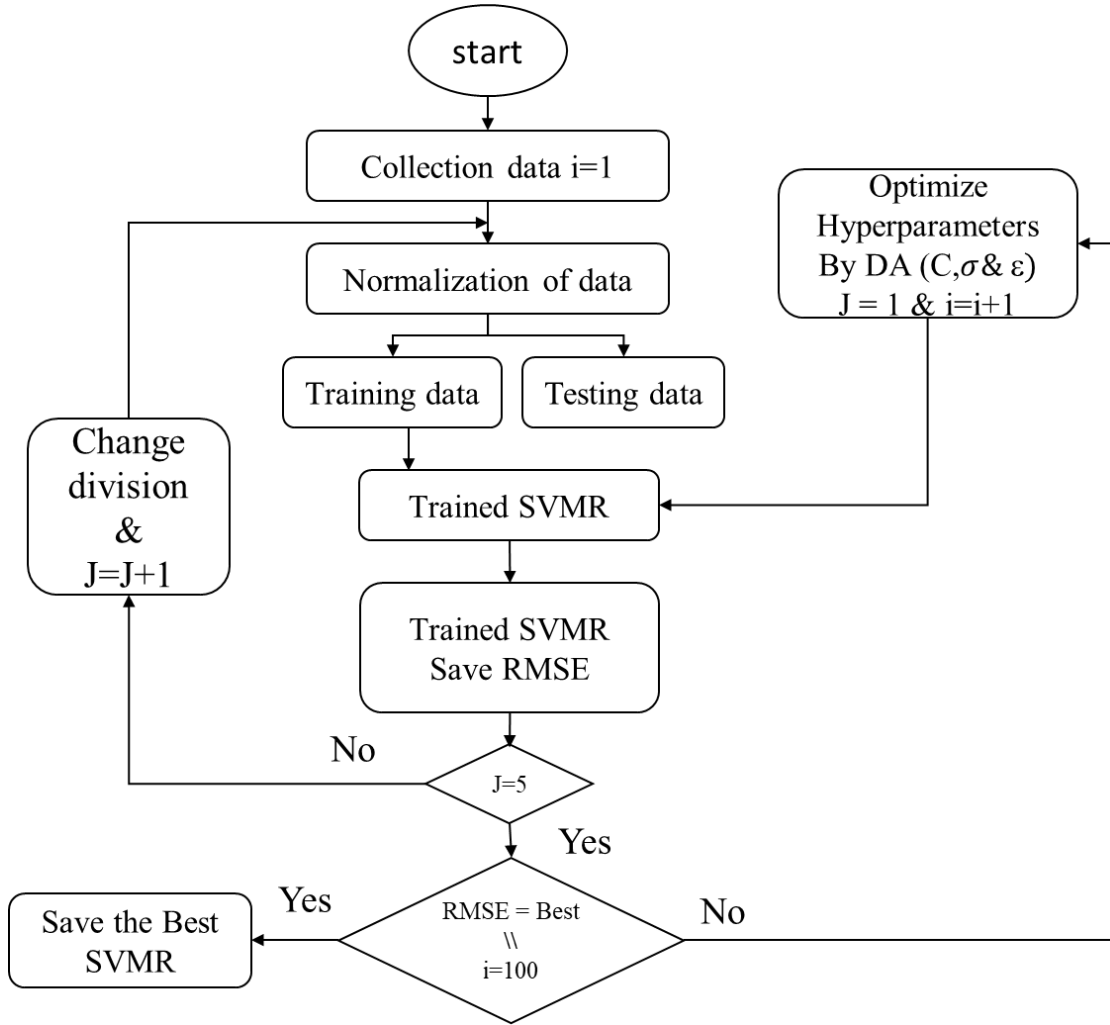 start
Collection data i=1
Optimize
Hyperparameters
By DA (C,σ& ε)
J = 1 & i=i+1
Normalization of data
Training data
Testing data
Change
division
&
J=J+1
Trained SVMR
Trained SVMR
Save RMSE
No
J=5
Yes
Yes
RMSE = Best
\\
i=100
No
Save the Best
SVMR